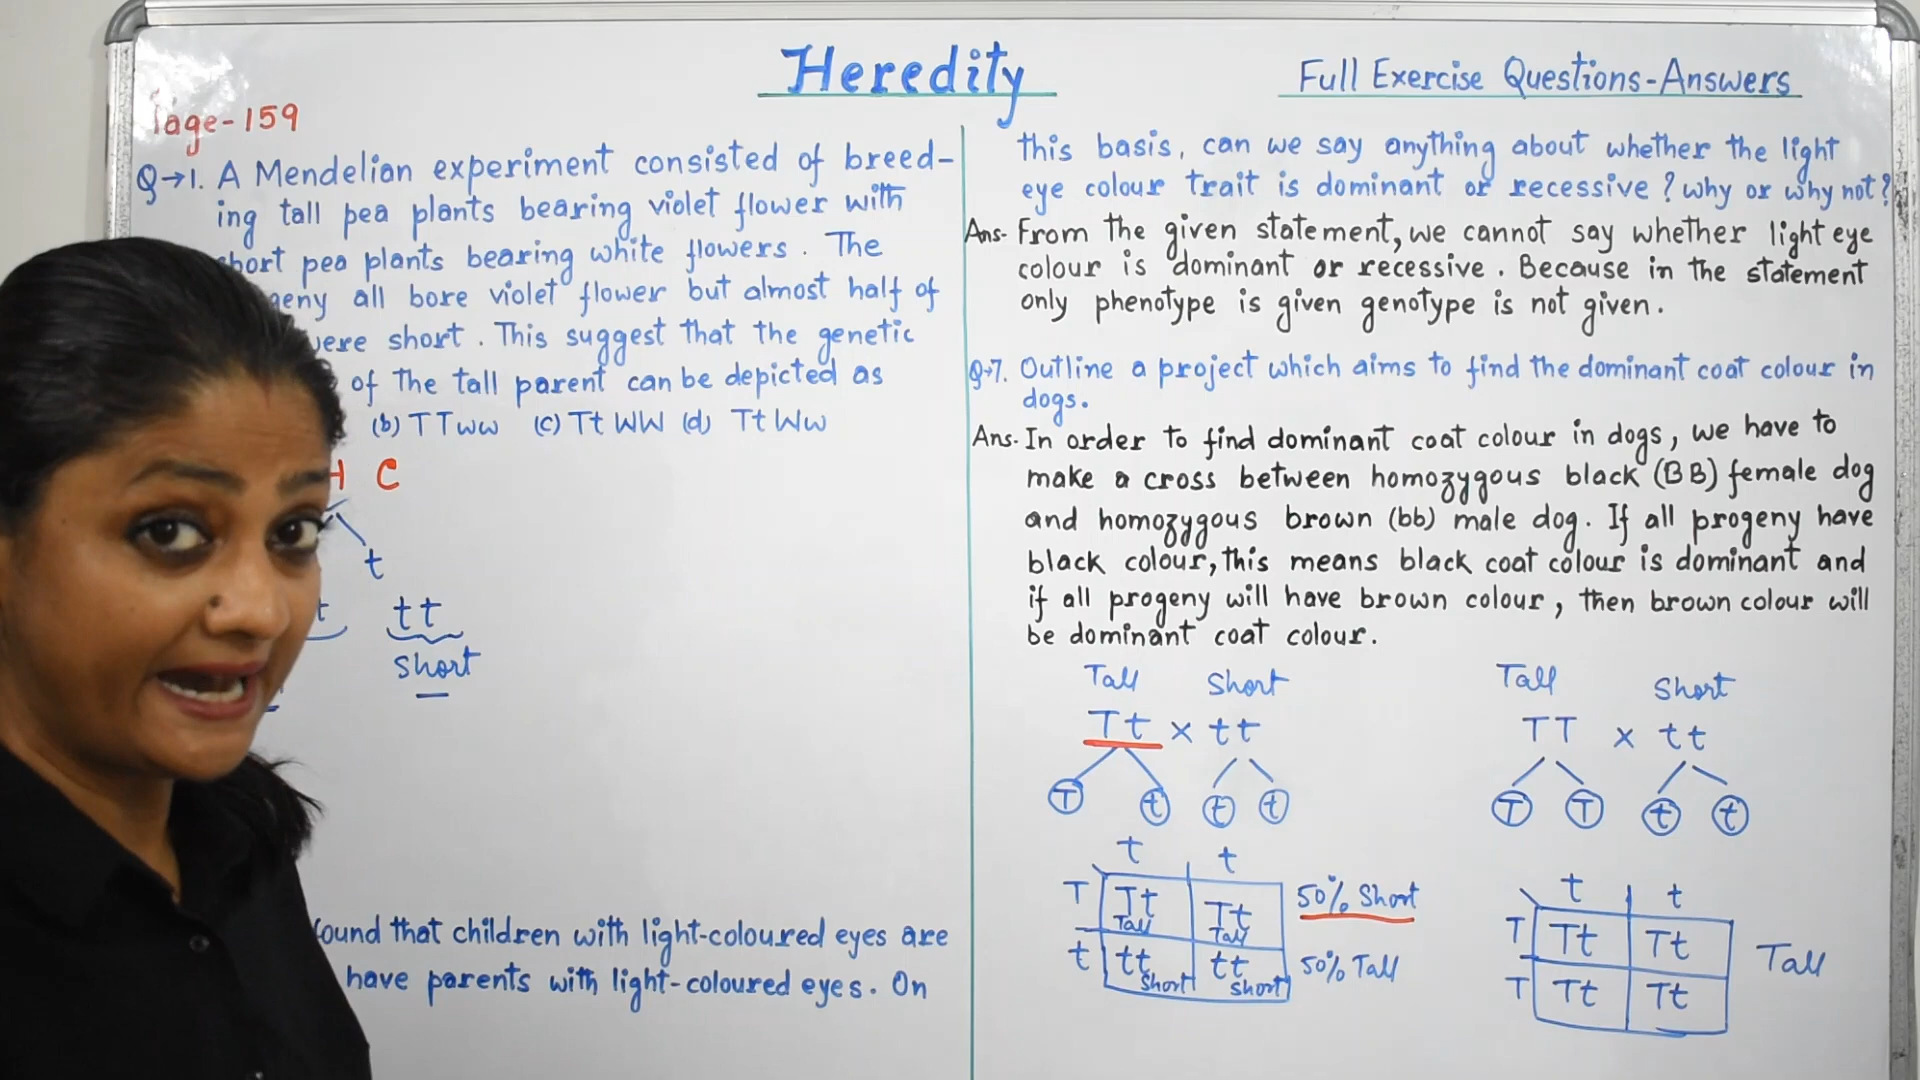 Heredity
Full Exercise Questions-Answers
Page-159
Q→1. A Mendelian experiment consisted of breed-
ing tall pea plants bearing violet flower with
short pea plants bearing white flowers. The
geny all bore violet flower but almost half of
were short. This suggest that the genetic
of the tall parent can be depicted as
(b) TTww (c) TtWW (d) TtWw
H C
t
t tt
short
found that children with light-coloured eyes are
have parents with light-coloured eyes. On
this basis, can we say anything about whether the light
eye colour trait is dominant or recessive? why or why not?
Ans- From the given statement, we cannot say whether light eye
colour is dominant or recessive. Because in the statement
only phenotype is given genotype is not given.
Q→7. Outline a project which aims to find the dominant coat colour in
dogs.
Ans- In order to find dominant coat colour in dogs, we have to
make a cross between homozygous black (BB) female dog
and homozygous brown (bb) male dog. If all progeny have
black colour, this means black coat colour is dominant and
if all progeny will have brown colour, then brown colour will
be dominant coat colour.
Tall Short
Tt x tt
T t t t
t t
T Tt Tt 50% Short
Tall Tall
t tt tt 50% Tall
Short Short
Tall Short
TT x tt
T T t t
t t
T Tt Tt Tall
T Tt Tt